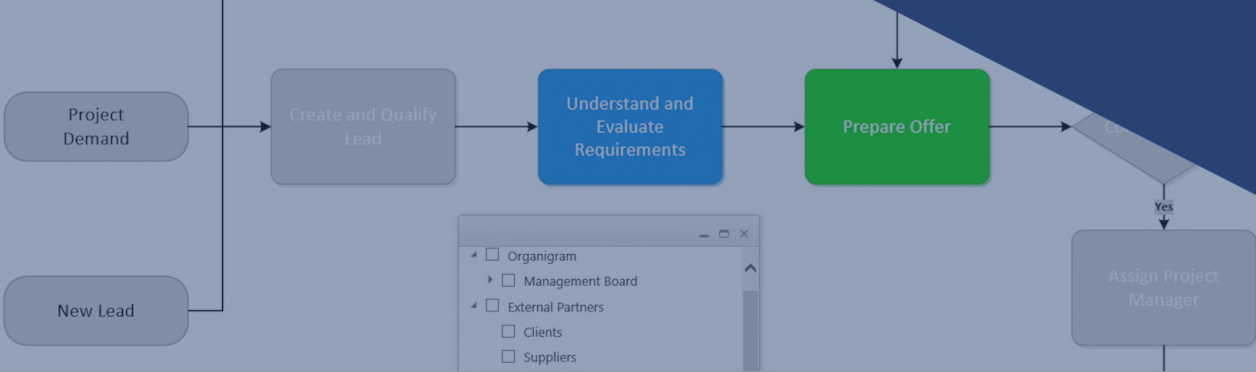 Project
Demand
Create and Qualify
Lead
Understand and
Evaluate
Requirements
Prepare Offer
Yes
New Lead
Organigram
Management Board
External Partners
Clients
Suppliers
Assign Project
Manager